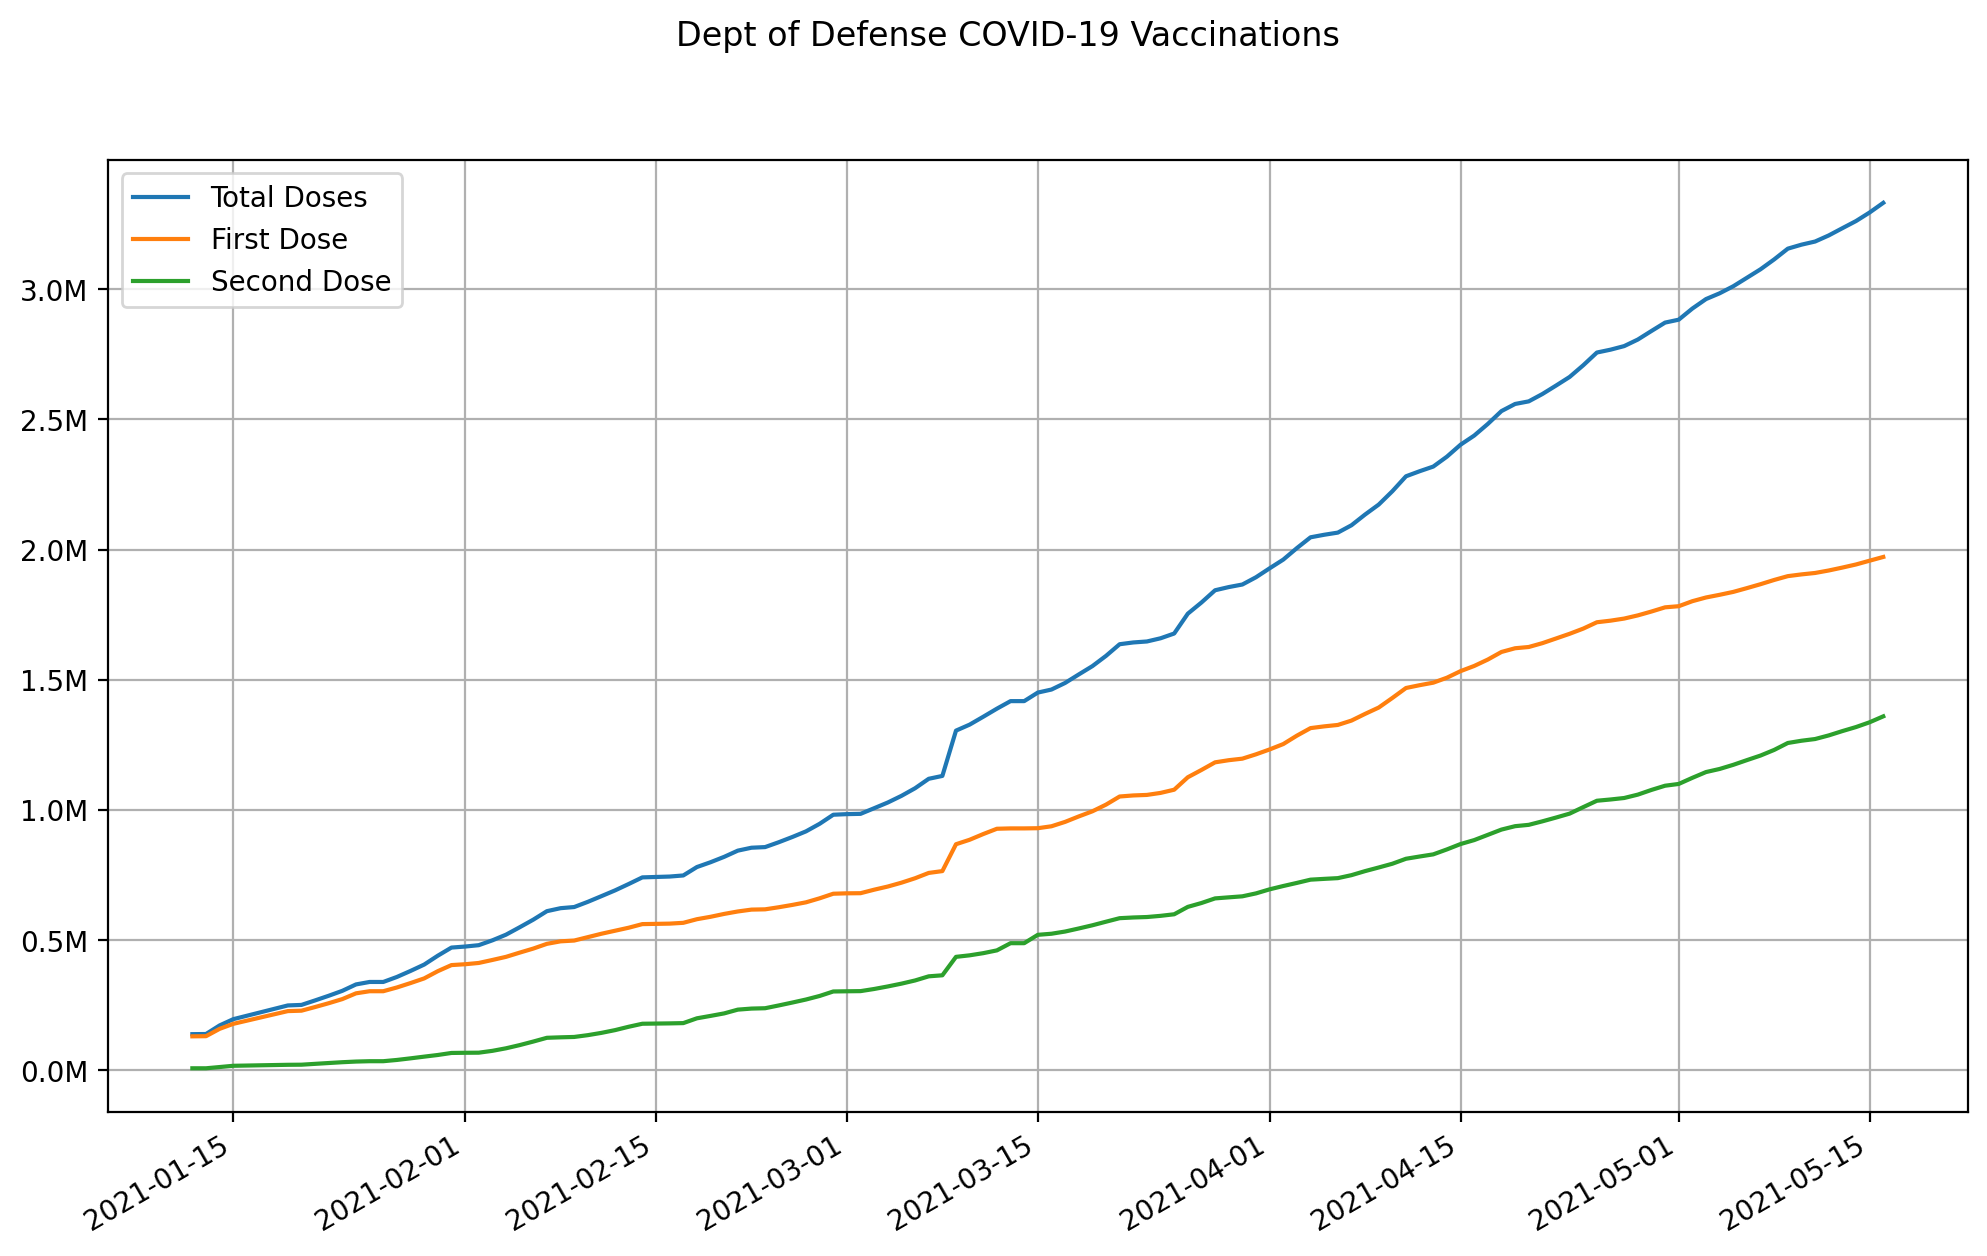 Dept of Defense COVID-19 Vaccinations
Total Doses
First Dose
Second Dose
3.0M
2.5M
2.0M
1.5M
1.0M
0.5M
0.0M
2021-01-15
2021-02-01
2021-02-15
2021-03-01
2021-03-15
2021-04-01
2021-04-15
2021-05-01
2021-05-15